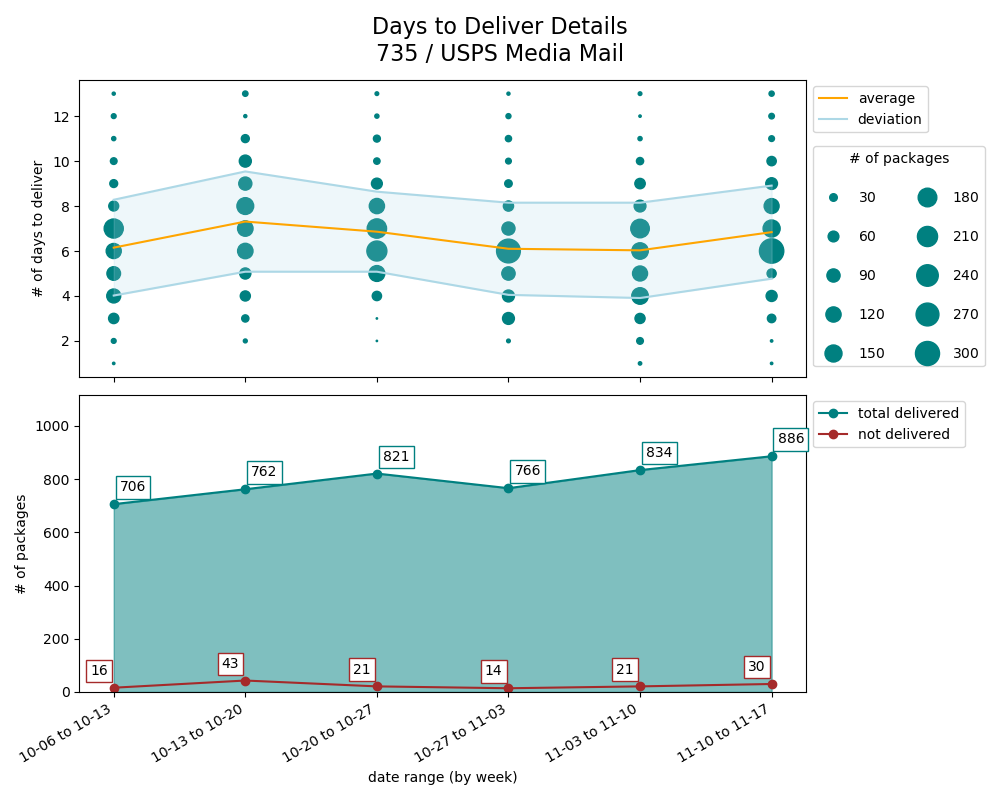 Days to Deliver Details
735 / USPS Media Mail
# of days to deliver
12
10
8
6
4
2
average
deviation
# of packages
30
60
90
120
150
180
210
240
270
300
# of packages
1000
800
600
400
200
0
706
762
821
766
834
886
16
43
21
14
21
30
total delivered
not delivered
10-06 to 10-13
10-13 to 10-20
10-20 to 10-27
10-27 to 11-03
11-03 to 11-10
11-10 to 11-17
date range (by week)